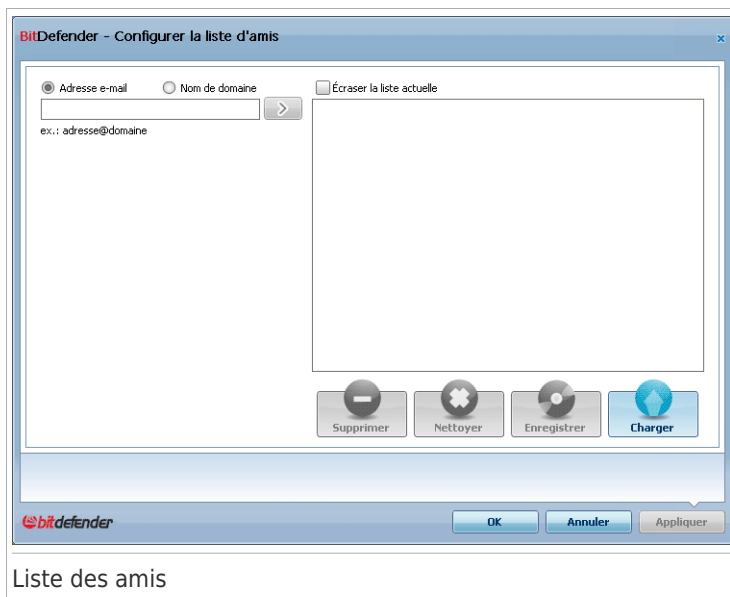 BitDefender - Configurer la liste d'amis
Adresse e-mail
Nom de domaine
Écraser la liste actuelle
ex.: adresse@domaine
Supprimer
Nettoyer
Enregistrer
Charger
bitdefender
OK
Annuler
Appliquer
Liste des amis